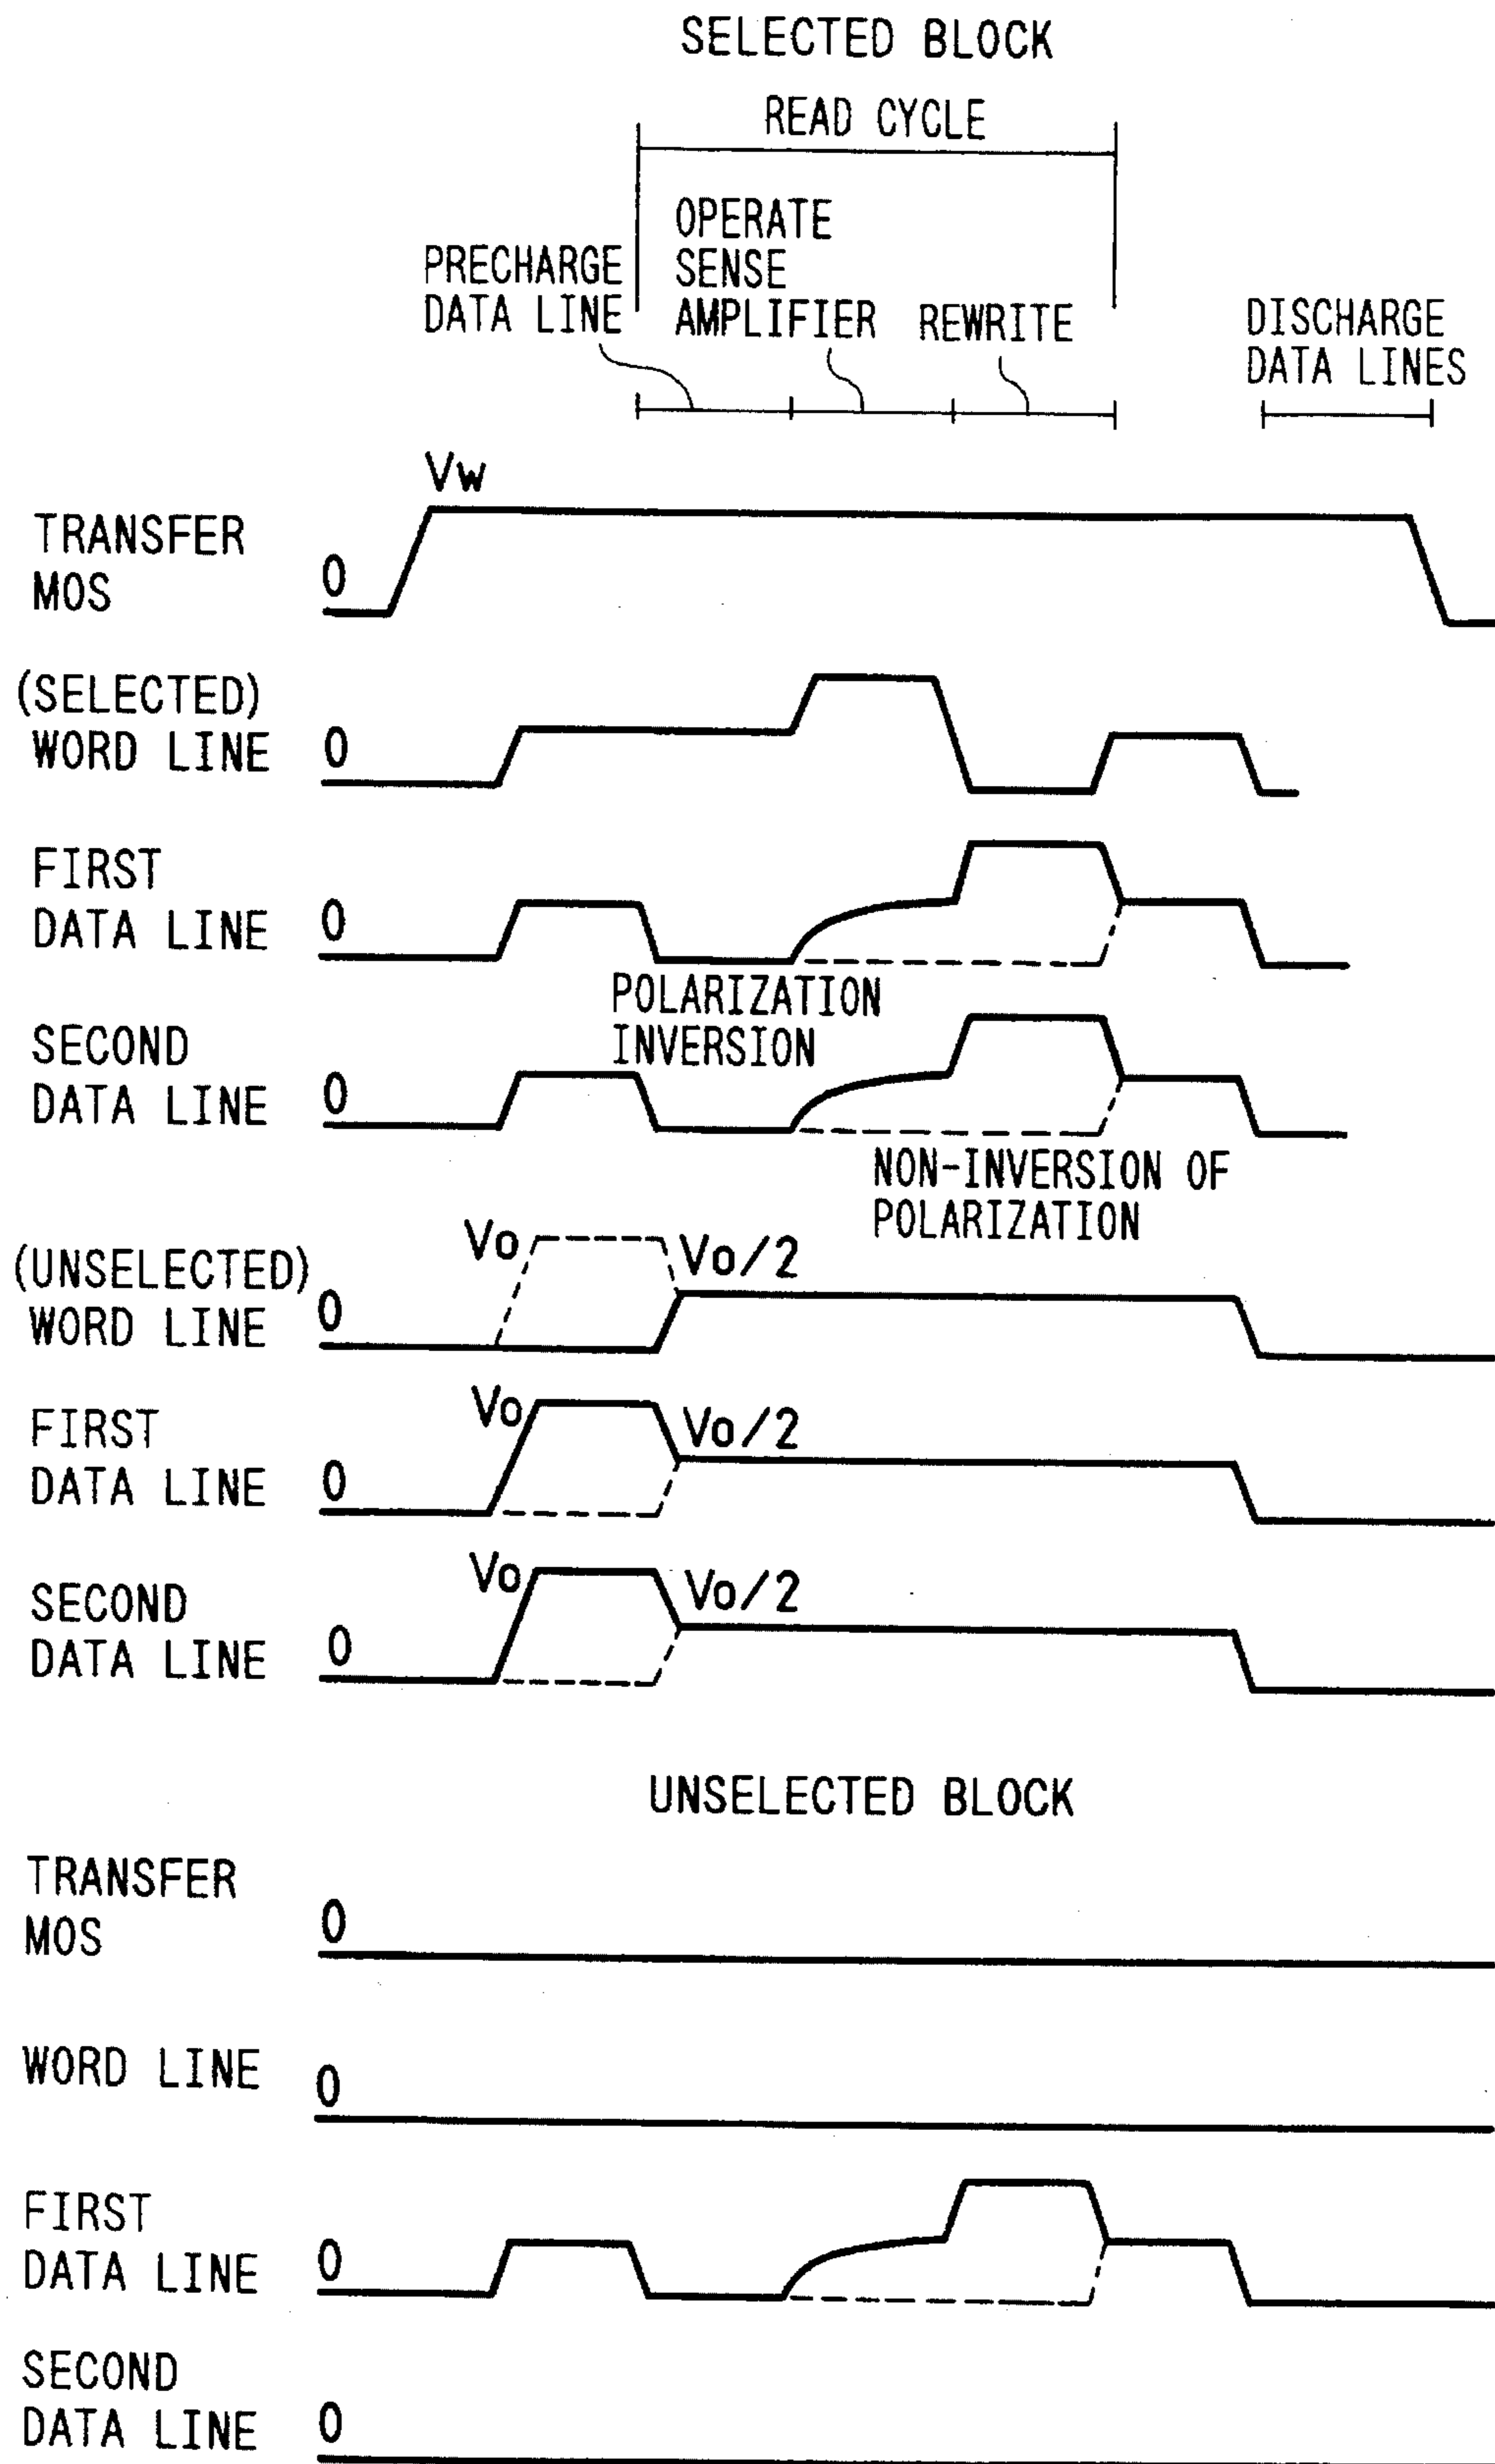 SELECTED BLOCK
READ CYCLE
PRECHARGE
DATA LINE
OPERATE
SENSE
AMPLIFIER
REWRITE
DISCHARGE
DATA LINES
TRANSFER
MOS
0
Vw
(SELECTED)
WORD LINE
0
FIRST
DATA LINE
0
POLARIZATION
INVERSION
SECOND
DATA LINE
0
NON-INVERSION OF
POLARIZATION
(UNSELECTED)
WORD LINE
0
Vo
Vo/2
FIRST
DATA LINE
0
Vo
Vo/2
SECOND
DATA LINE
0
Vo
Vo/2
UNSELECTED BLOCK
TRANSFER
MOS
0
WORD LINE
0
FIRST
DATA LINE
0
SECOND
DATA LINE
0